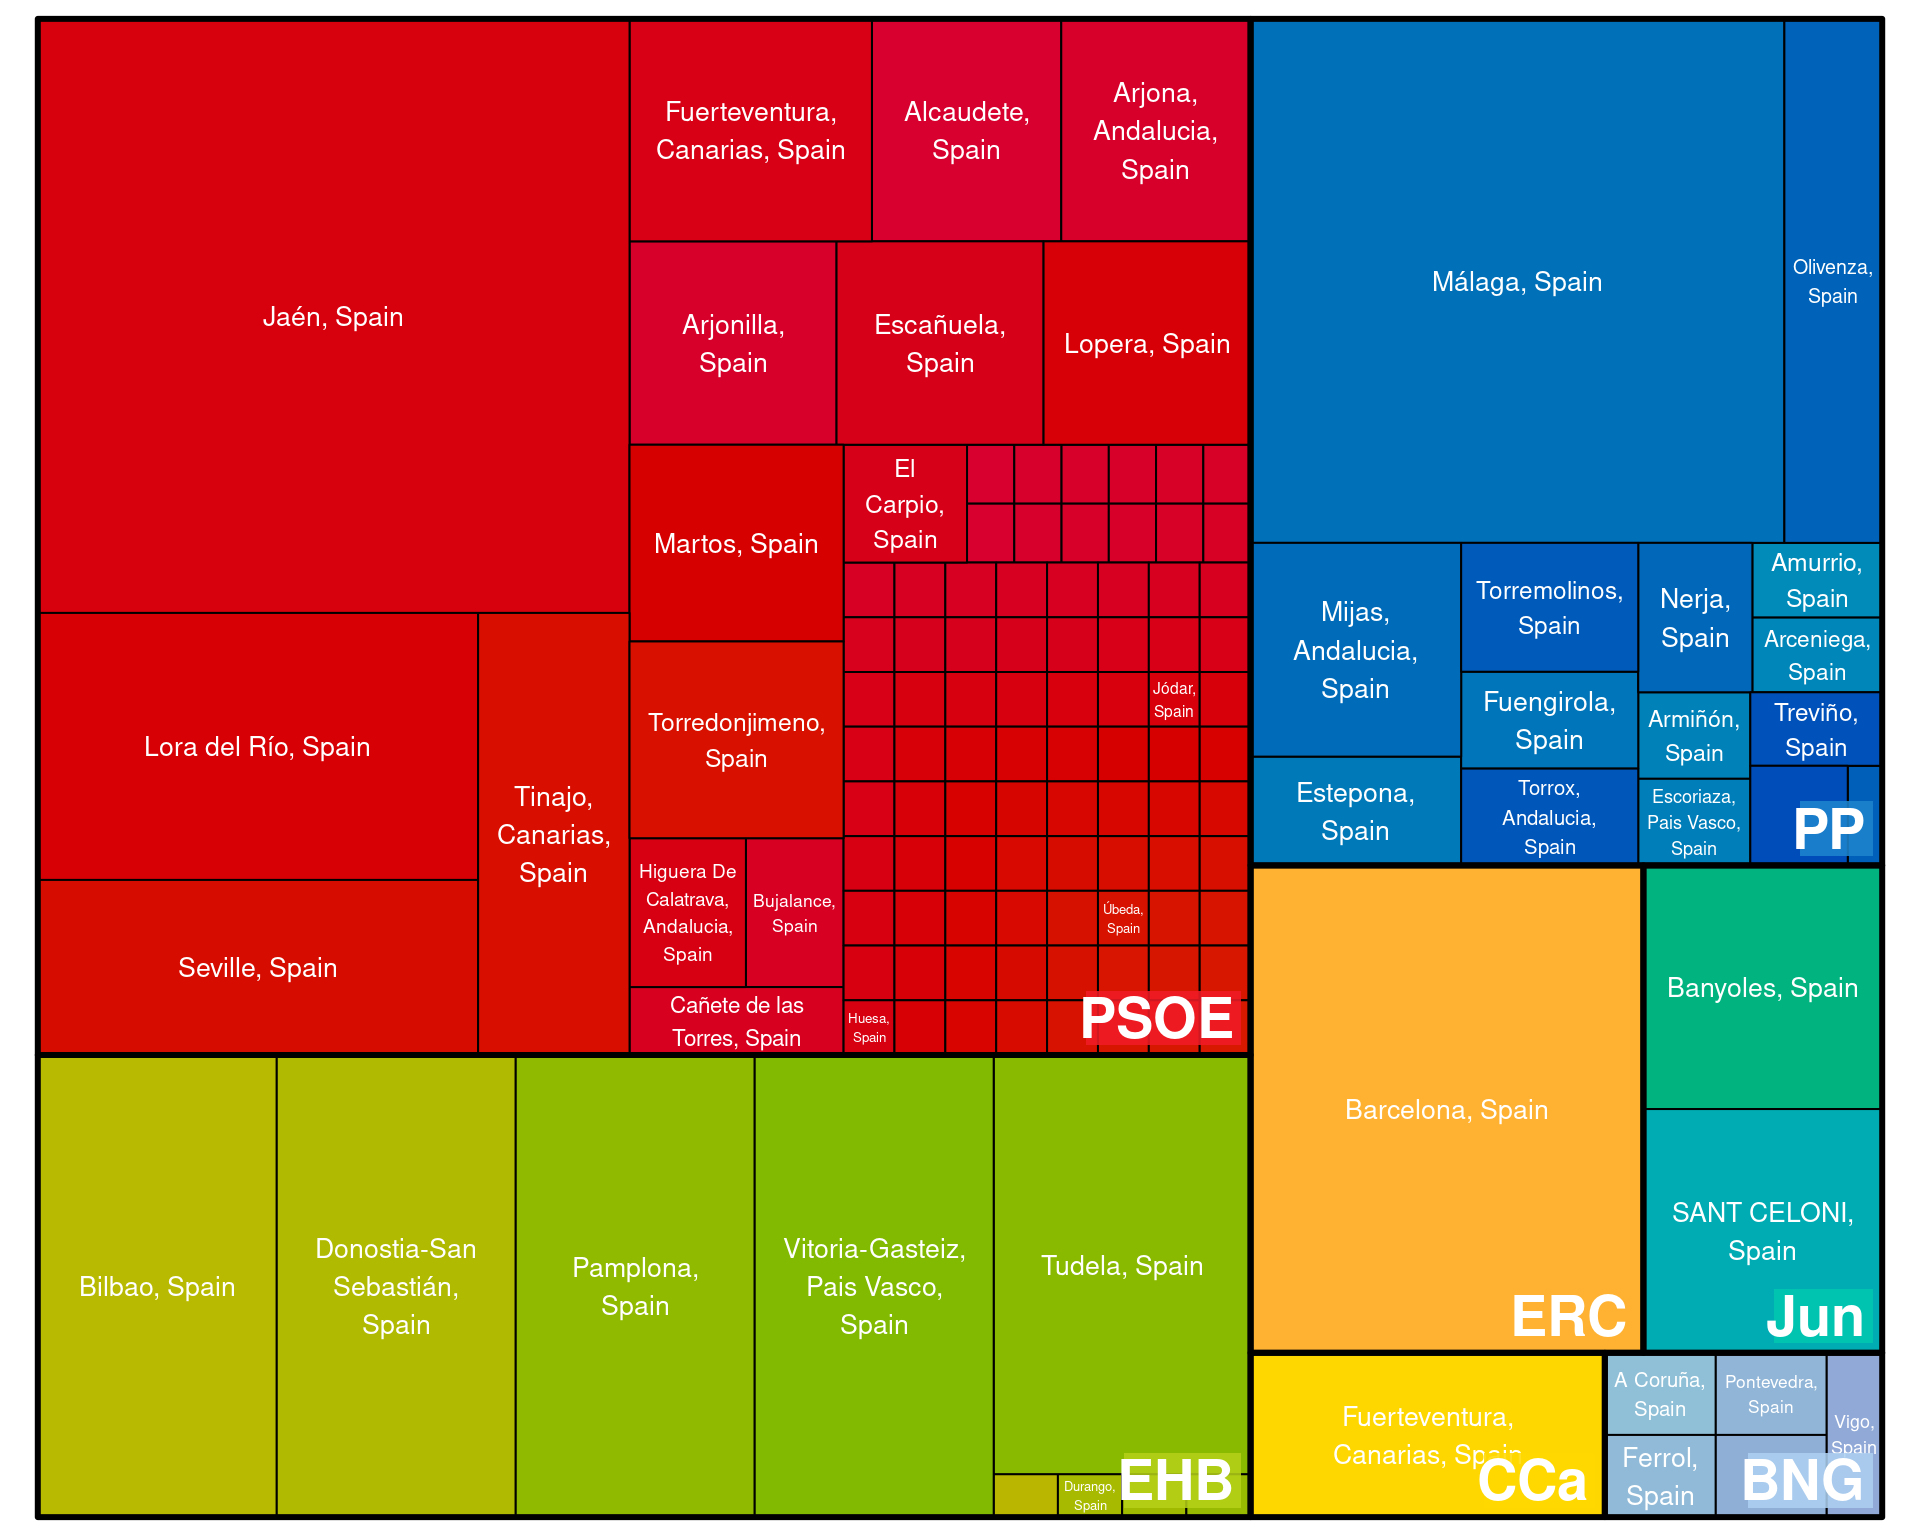 Jaén, Spain
Fuerteventura,
Canarias, Spain
Alcaudete,
Spain
Arjona,
Andalucia,
Spain
Arjonilla,
Spain
Escañuela,
Spain
Lopera, Spain
Martos, Spain
El
Carpio,
Spain
Lora del Río, Spain
Tinajo,
Canarias,
Spain
Seville, Spain
Torredonjimeno,
Spain
Jódar,
Spain
Higuera De
Calatrava,
Andalucia,
Spain
Bujalance,
Spain
Úbeda,
Spain
Cañete de las
Torres, Spain
Huesa,
Spain
PSOE
Málaga, Spain
Olivenza,
Spain
Mijas,
Andalucia,
Spain
Torremolinos,
Spain
Nerja,
Spain
Amurrio,
Spain
Arceniega,
Spain
Fuengirola,
Spain
Armiñón,
Spain
Treviño,
Spain
Estepona,
Spain
Torrox,
Andalucia,
Spain
Escoriaza,
Pais Vasco,
Spain
PP
Bilbao, Spain
Donostia-San
Sebastián,
Spain
Pamplona,
Spain
Vitoria-Gasteiz,
Pais Vasco,
Spain
Tudela, Spain
Durango,
Spain
EHB
Barcelona, Spain
ERC
Banyoles, Spain
SANT CELONI,
Spain
Jun
Fuerteventura,
Canarias, Spain
CCa
A Coruña,
Spain
Pontevedra,
Spain
Vigo,
Spain
Ferrol,
Spain
BNG